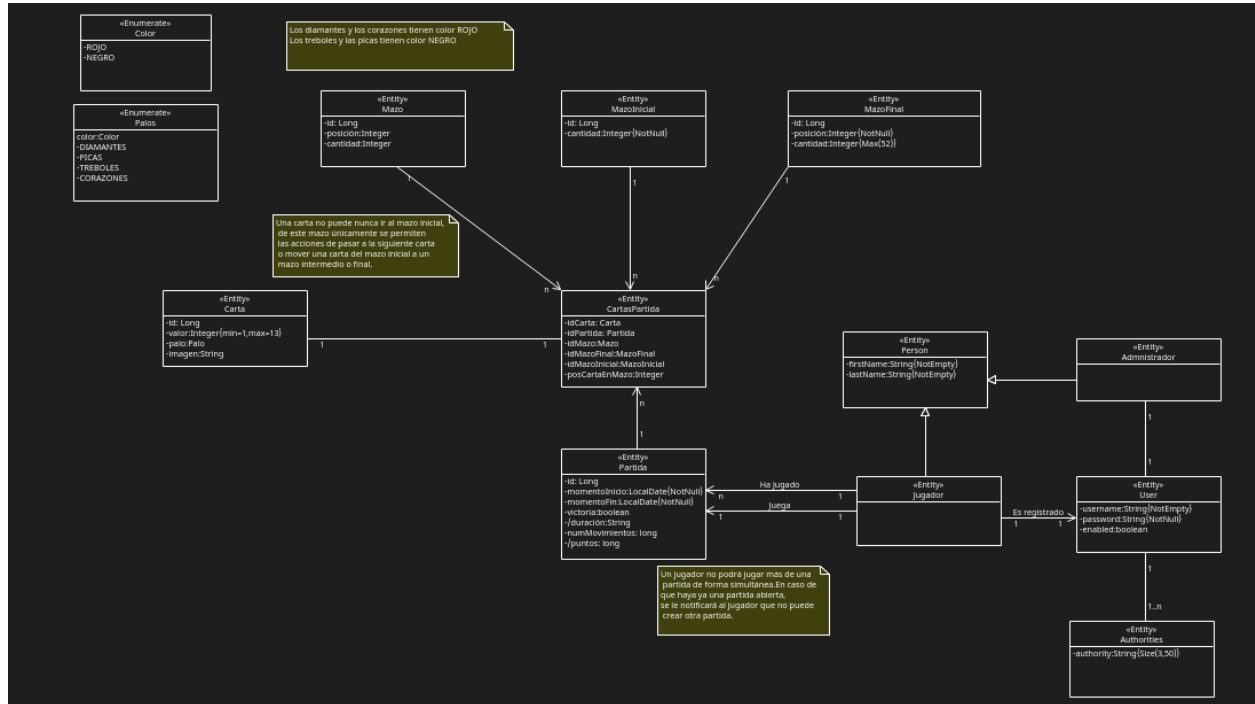 «Enumerate»
Color
-ROJO
-NEGRO
Los diamantes y los corazones tienen color ROJO
Los treboles y las picas tienen color NEGRO
«Enumerate»
Palos
color:Color
-DIAMANTES
-PICAS
-TREBOLES
-CORAZONES
«Entity»
Mazo
-id: Long
-posición:Integer
-cantidad:Integer
«Entity»
MazoInicial
-id: Long
-cantidad:Integer{NotNull}
«Entity»
MazoFinal
-id: Long
-posición:Integer{NotNull}
-cantidad:Integer{Max(52)}
1
1
1
Una carta no puede nunca ir al mazo inicial,
de este mazo únicamente se permiten
las acciones de pasar a la siguiente carta
o mover una carta del mazo inicial a un
mazo intermedio o final.
n
n
n
«Entity»
Carta
-id: Long
-valor:Integer{min=1,max=13}
-palo:Palo
-imagen:String
1
1
«Entity»
CartasPartida
-idCarta: Carta
-idPartida: Partida
-idMazo:Mazo
-idMazoFinal:MazoFinal
-idMazoInicial:MazoInicial
-posCartaEnMazo:Integer
n
1
«Entity»
Person
-firstName:String{NotEmpty}
-lastName:String{NotEmpty}
«Entity»
Admnistrador
1
1
«Entity»
Partida
-id: Long
-momentoInicio:LocalDate{NotNull}
-momentoFin:LocalDate{NotNull}
-victoria:boolean
-/duración:String
-numMovimientos: long
-/puntos: long
Ha jugado
n
1
Juega
1
1
«Entity»
Jugador
Es registrado
1
1
«Entity»
User
-username:String{NotEmpty}
-password:String{NotNull}
-enabled:boolean
1
1..n
Un jugador no podrá jugar más de una
partida de forma simultánea.En caso de
que haya ya una partida abierta,
se le notificará al jugador que no puede
crear otra partida.
«Entity»
Authorities
-authority:String{Size(3,50)}